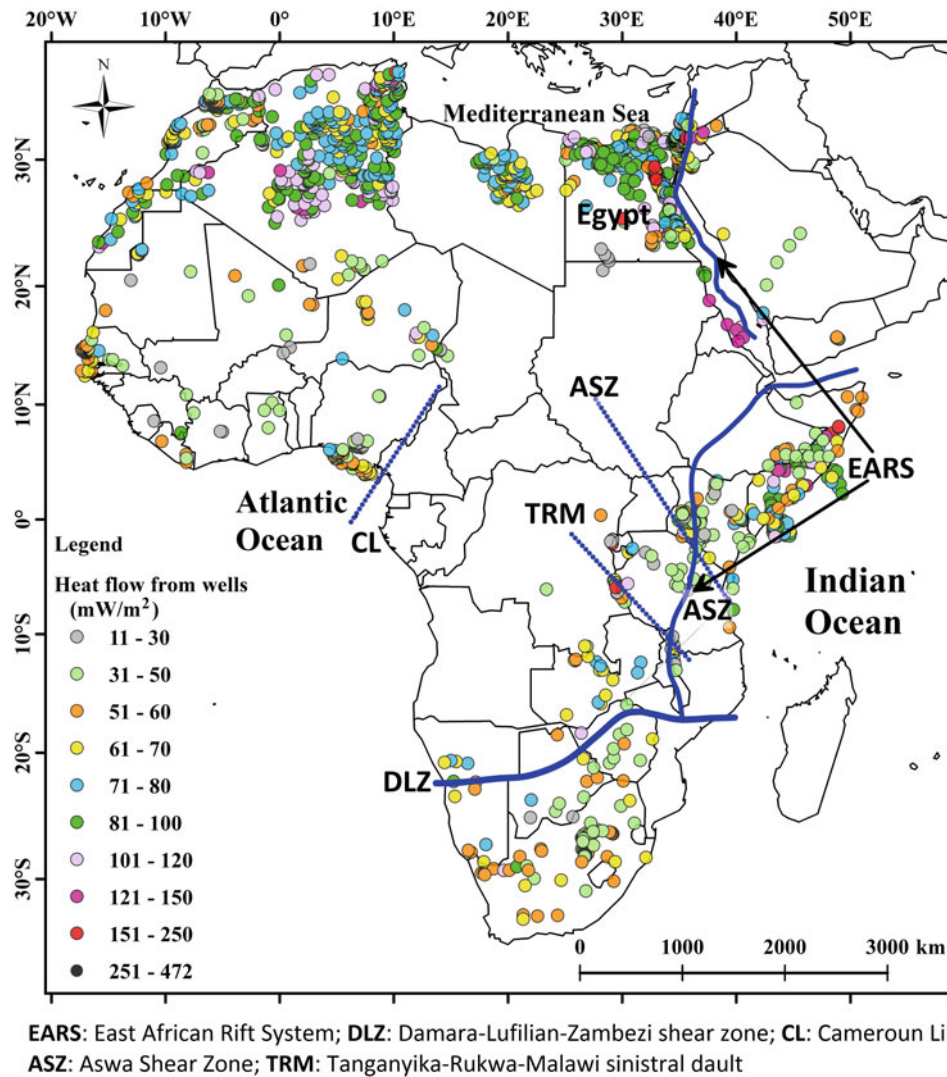 20°W 10°W 0° 10°E 20°E 30°E 40°E 50°E
N
Mediterranean Sea
30°N
Egypt
20°N
ASZ
10°N
EARS
Atlantic
Ocean
TRM
CL
0°
Indian
Ocean
ASZ
Legend
Heat flow from wells
(mW/m²)
11 - 30
31 - 50
51 - 60
61 - 70
71 - 80
81 - 100
101 - 120
121 - 150
151 - 250
251 - 472
10°S
20°S
DLZ
30°S
0 1000 2000 3000 km
EARS: East African Rift System; DLZ: Damara-Lufilian-Zambezi shear zone; CL: Cameroun Li
ASZ: Aswa Shear Zone; TRM: Tanganyika-Rukwa-Malawi sinistral dault